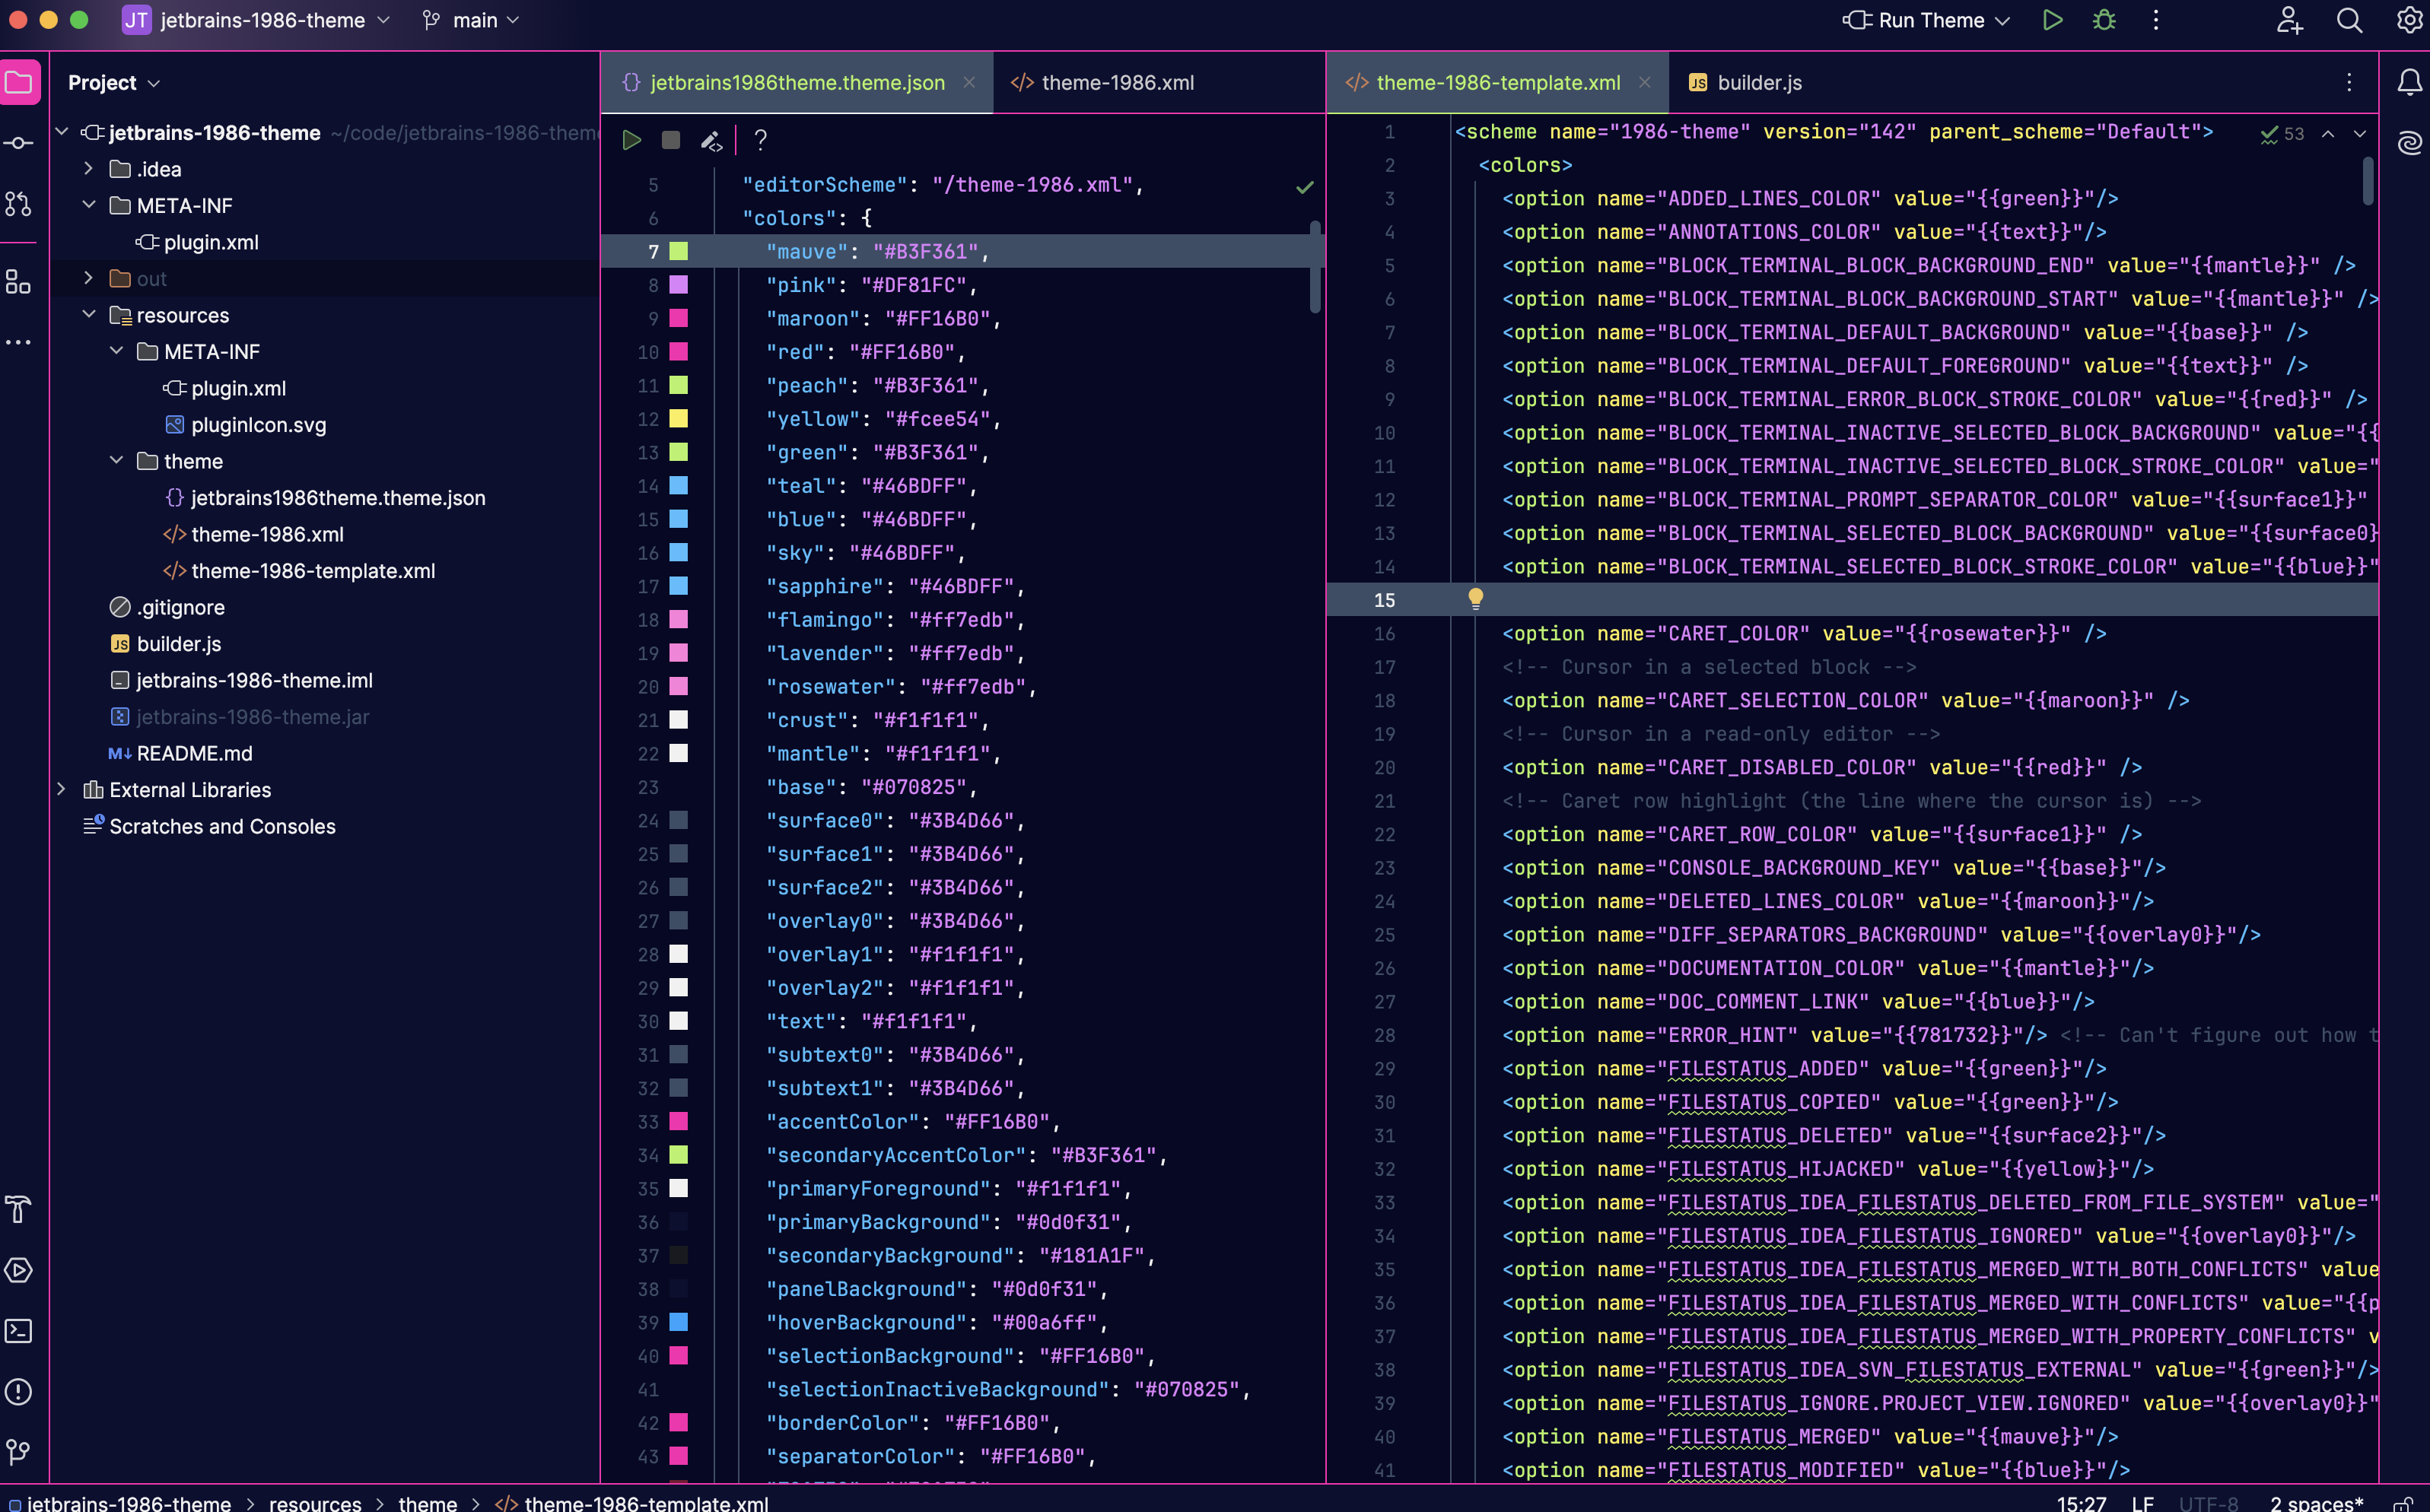 JT jetbrains-1986-theme main Run Theme
Project
jetbrains-1986-theme ~/code/jetbrains-1986-them
.idea
META-INF
plugin.xml
out
resources
META-INF
plugin.xml
pluginIcon.svg
theme
jetbrains1986theme.theme.json
theme-1986.xml
theme-1986-template.xml
.gitignore
JS builder.js
jetbrains-1986-theme.iml
jetbrains-1986-theme.jar
M↓ README.md
External Libraries
Scratches and Consoles
{} jetbrains1986theme.theme.json </> theme-1986.xml
?
5 "editorScheme": "/theme-1986.xml",
6 "colors": {
7 "mauve": "#B3F361",
8 "pink": "#DF81FC",
9 "maroon": "#FF16B0",
10 "red": "#FF16B0",
11 "peach": "#B3F361",
12 "yellow": "#fcee54",
13 "green": "#B3F361",
14 "teal": "#46BDFF",
15 "blue": "#46BDFF",
16 "sky": "#46BDFF",
17 "sapphire": "#46BDFF",
18 "flamingo": "#ff7edb",
19 "lavender": "#ff7edb",
20 "rosewater": "#ff7edb",
21 "crust": "#f1f1f1",
22 "mantle": "#f1f1f1",
23 "base": "#070825",
24 "surface0": "#3B4D66",
25 "surface1": "#3B4D66",
26 "surface2": "#3B4D66",
27 "overlay0": "#3B4D66",
28 "overlay1": "#f1f1f1",
29 "overlay2": "#f1f1f1",
30 "text": "#f1f1f1",
31 "subtext0": "#3B4D66",
32 "subtext1": "#3B4D66",
33 "accentColor": "#FF16B0",
34 "secondaryAccentColor": "#B3F361",
35 "primaryForeground": "#f1f1f1",
36 "primaryBackground": "#0d0f31",
37 "secondaryBackground": "#181A1F",
38 "panelBackground": "#0d0f31",
39 "hoverBackground": "#00a6ff",
40 "selectionBackground": "#FF16B0",
41 "selectionInactiveBackground": "#070825",
42 "borderColor": "#FF16B0",
43 "separatorColor": "#FF16B0",
</> theme-1986-template.xml JS builder.js
53
1 <scheme name="1986-theme" version="142" parent_scheme="Default">
2 <colors>
3 <option name="ADDED_LINES_COLOR" value="{{green}}"/>
4 <option name="ANNOTATIONS_COLOR" value="{{text}}"/>
5 <option name="BLOCK_TERMINAL_BLOCK_BACKGROUND_END" value="{{mantle}}" />
6 <option name="BLOCK_TERMINAL_BLOCK_BACKGROUND_START" value="{{mantle}}" />
7 <option name="BLOCK_TERMINAL_DEFAULT_BACKGROUND" value="{{base}}" />
8 <option name="BLOCK_TERMINAL_DEFAULT_FOREGROUND" value="{{text}}" />
9 <option name="BLOCK_TERMINAL_ERROR_BLOCK_STROKE_COLOR" value="{{red}}" />
10 <option name="BLOCK_TERMINAL_INACTIVE_SELECTED_BLOCK_BACKGROUND" value="{{
11 <option name="BLOCK_TERMINAL_INACTIVE_SELECTED_BLOCK_STROKE_COLOR" value="
12 <option name="BLOCK_TERMINAL_PROMPT_SEPARATOR_COLOR" value="{{surface1}}"
13 <option name="BLOCK_TERMINAL_SELECTED_BLOCK_BACKGROUND" value="{{surface0}
14 <option name="BLOCK_TERMINAL_SELECTED_BLOCK_STROKE_COLOR" value="{{blue}}"
15
16 <option name="CARET_COLOR" value="{{rosewater}}" />
17 <!-- Cursor in a selected block -->
18 <option name="CARET_SELECTION_COLOR" value="{{maroon}}" />
19 <!-- Cursor in a read-only editor -->
20 <option name="CARET_DISABLED_COLOR" value="{{red}}" />
21 <!-- Caret row highlight (the line where the cursor is) -->
22 <option name="CARET_ROW_COLOR" value="{{surface1}}" />
23 <option name="CONSOLE_BACKGROUND_KEY" value="{{base}}"/>
24 <option name="DELETED_LINES_COLOR" value="{{maroon}}"/>
25 <option name="DIFF_SEPARATORS_BACKGROUND" value="{{overlay0}}"/>
26 <option name="DOCUMENTATION_COLOR" value="{{mantle}}"/>
27 <option name="DOC_COMMENT_LINK" value="{{blue}}"/>
28 <option name="ERROR_HINT" value="{{781732}}"/> <!-- Can't figure out how t
29 <option name="FILESTATUS_ADDED" value="{{green}}"/>
30 <option name="FILESTATUS_COPIED" value="{{green}}"/>
31 <option name="FILESTATUS_DELETED" value="{{surface2}}"/>
32 <option name="FILESTATUS_HIJACKED" value="{{yellow}}"/>
33 <option name="FILESTATUS_IDEA_FILESTATUS_DELETED_FROM_FILE_SYSTEM" value="
34 <option name="FILESTATUS_IDEA_FILESTATUS_IGNORED" value="{{overlay0}}"/>
35 <option name="FILESTATUS_IDEA_FILESTATUS_MERGED_WITH_BOTH_CONFLICTS" value
36 <option name="FILESTATUS_IDEA_FILESTATUS_MERGED_WITH_CONFLICTS" value="{{p
37 <option name="FILESTATUS_IDEA_FILESTATUS_MERGED_WITH_PROPERTY_CONFLICTS" v
38 <option name="FILESTATUS_IDEA_SVN_FILESTATUS_EXTERNAL" value="{{green}}"/>
39 <option name="FILESTATUS_IGNORE.PROJECT_VIEW.IGNORED" value="{{overlay0}}"
40 <option name="FILESTATUS_MERGED" value="{{mauve}}"/>
41 <option name="FILESTATUS_MODIFIED" value="{{blue}}"/>
jetbrains-1986-theme > resources > theme > </> theme-1986-template.xml 15:27 LF UTF-8 2 spaces*